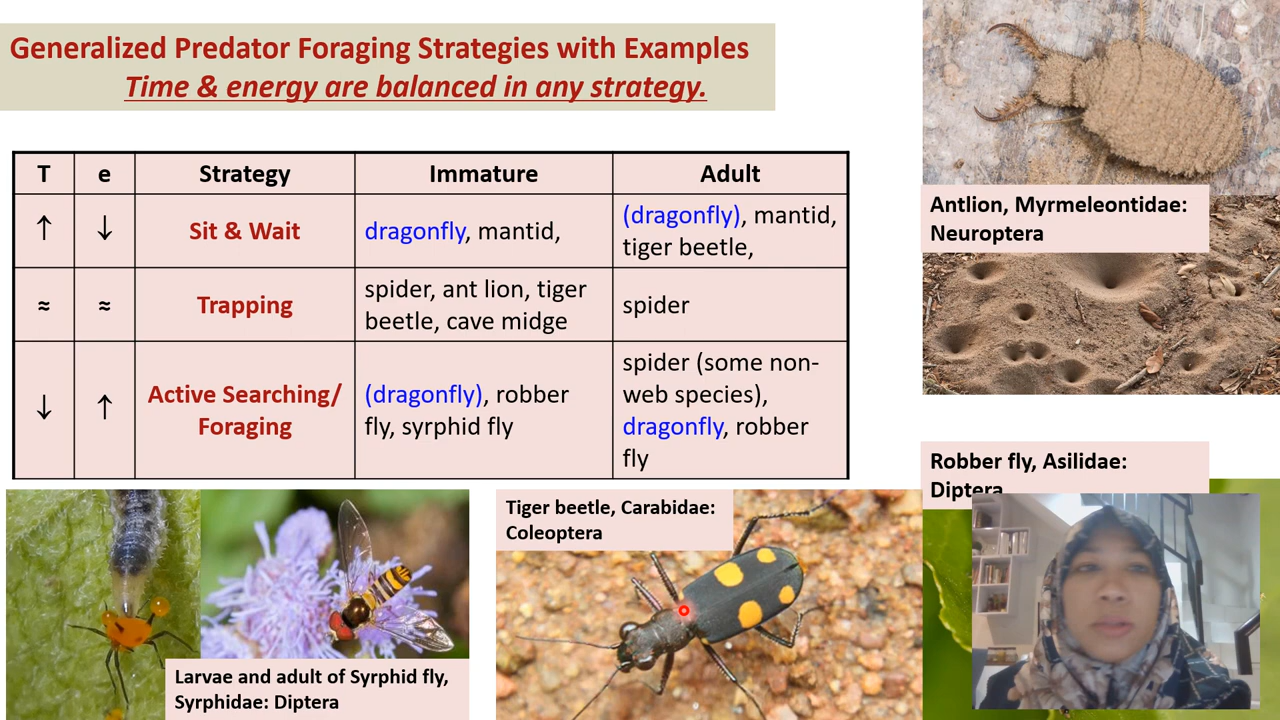 Generalized Predator Foraging Strategies with Examples
Time & energy are balanced in any strategy.
T e Strategy Immature Adult
↑ ↓ Sit & Wait dragonfly, mantid, (dragonfly), mantid,
tiger beetle,
≈ ≈ Trapping spider, ant lion, tiger
beetle, cave midge
spider
↓ ↑ Active Searching/
Foraging
(dragonfly), robber
fly, syrphid fly
spider (some non-
web species),
dragonfly, robber
fly
Antlion, Myrmeleontidae:
Neuroptera
Robber fly, Asilidae:
Diptera
Larvae and adult of Syrphid fly,
Syrphidae: Diptera
Tiger beetle, Carabidae:
Coleoptera